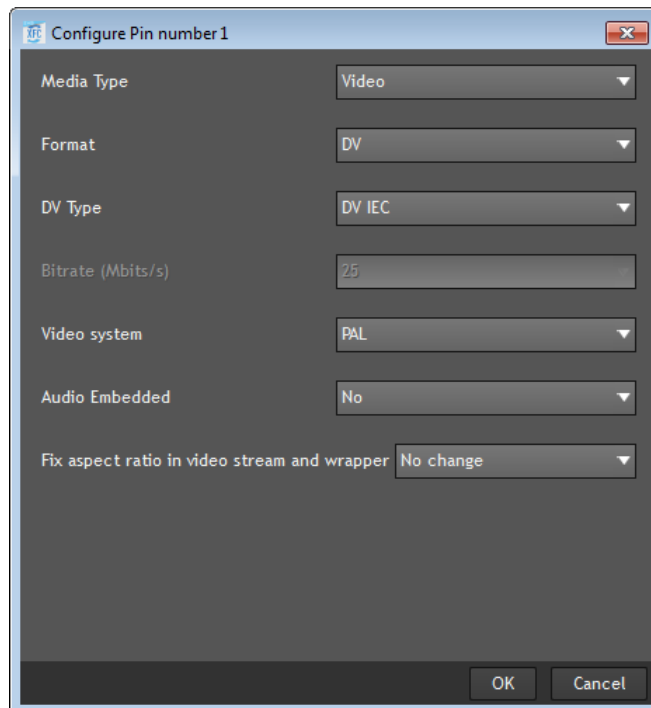 XFC Configure Pin number 1
Media Type Video
Format DV
DV Type DV IEC
Bitrate (Mbits/s) 25
Video system PAL
Audio Embedded No
Fix aspect ratio in video stream and wrapper No change
OK Cancel